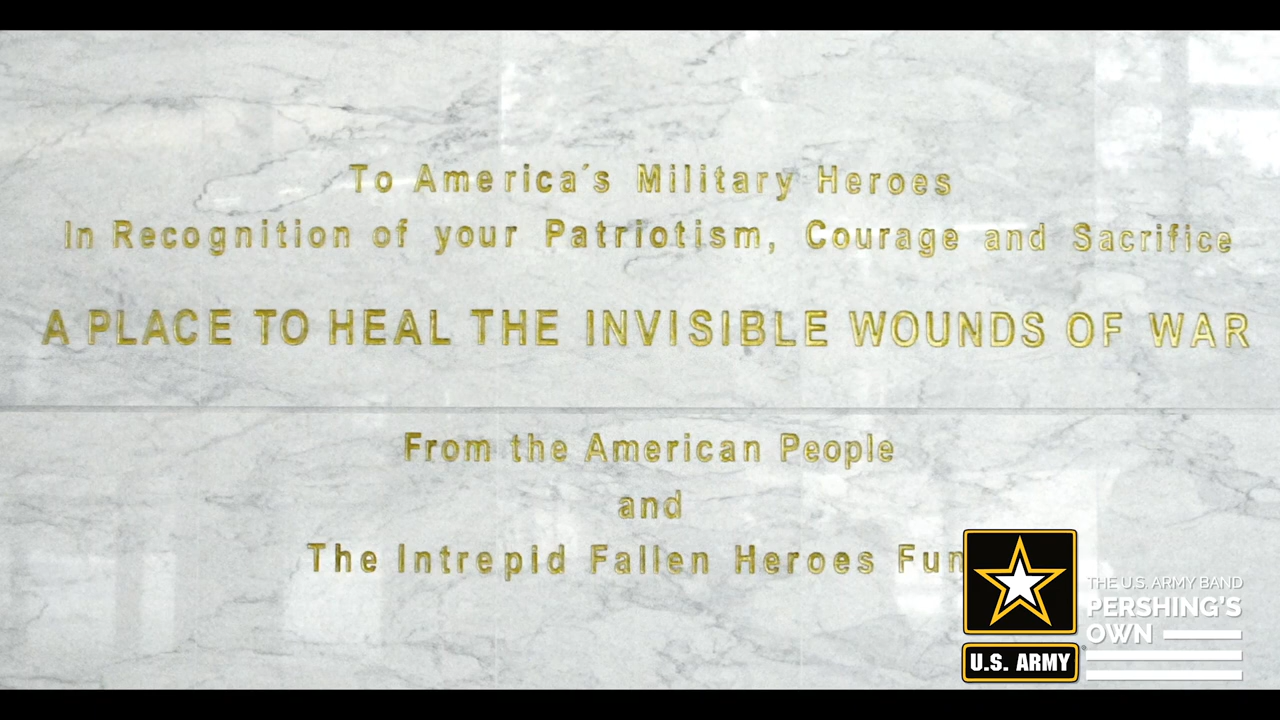 To America´s Military Heroes
In Recognition of your Patriotism, Courage and Sacrifice
A PLACE TO HEAL THE INVISIBLE WOUNDS OF WAR
From the American People
and
The Intrepid Fallen Heroes Fun
THE U.S. ARMY BAND
PERSHING'S
OWN
U.S. ARMY